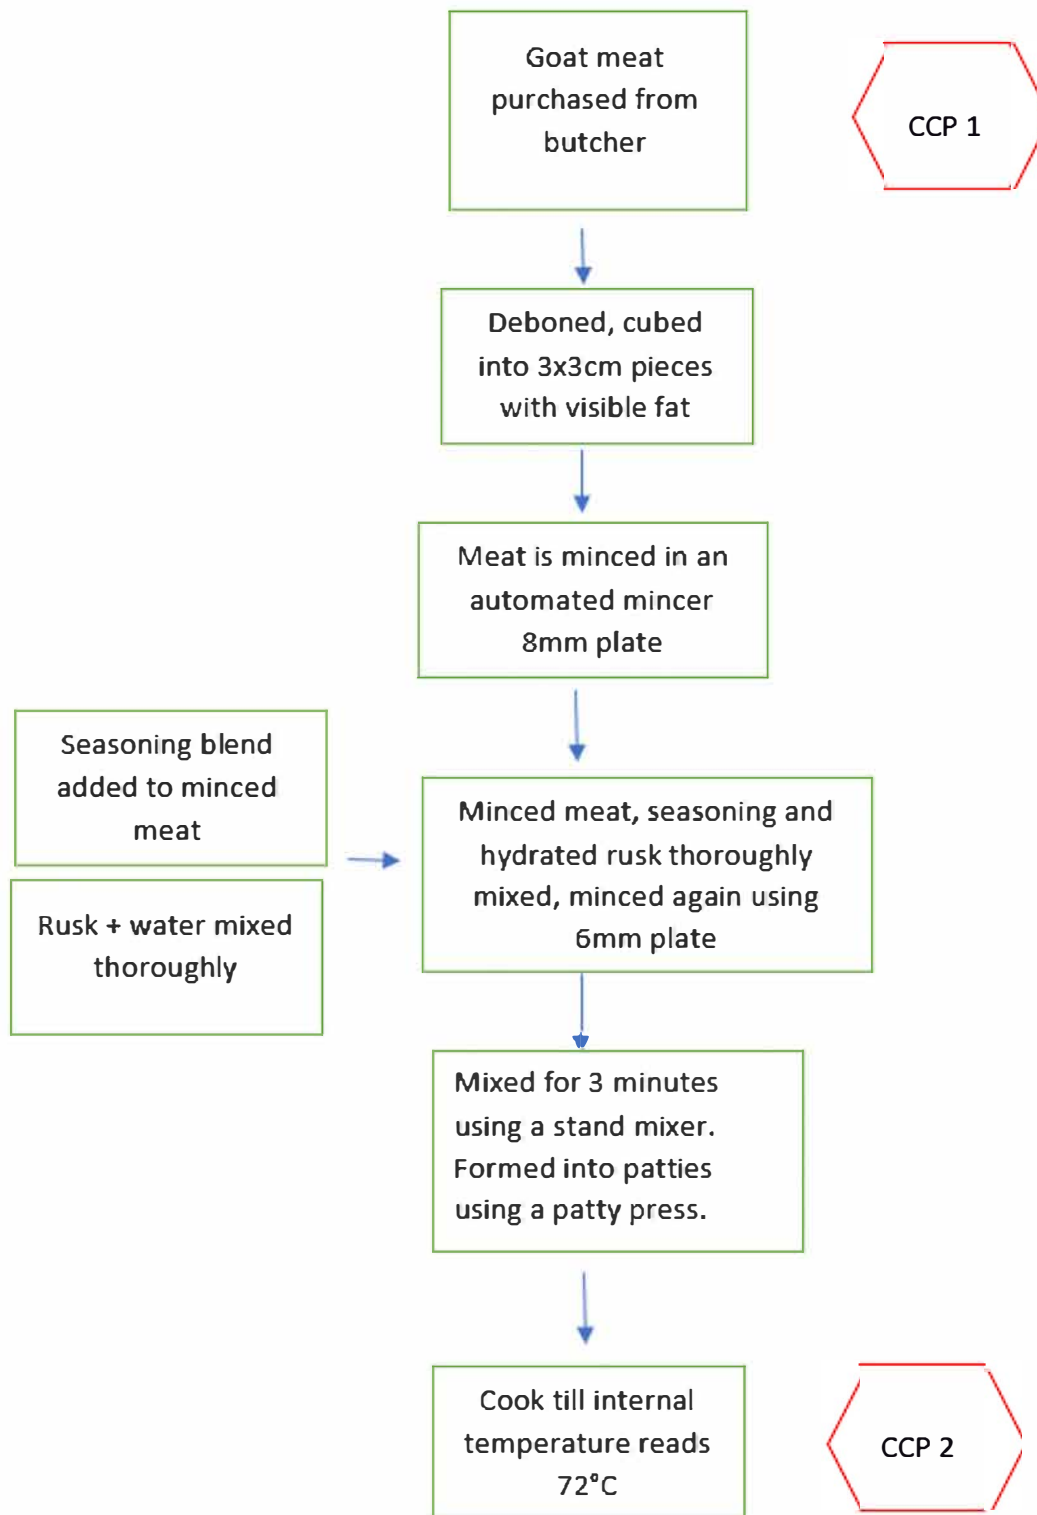 Goat meat
purchased from
butcher
CCP 1
Deboned, cubed
into 3x3cm pieces
with visible fat
Meat is minced in an
automated mincer
8mm plate
Seasoning blend
added to minced
meat
Rusk + water mixed
thoroughly
Minced meat, seasoning and
hydrated rusk thoroughly
mixed, minced again using
6mm plate
Mixed for 3 minutes
using a stand mixer.
Formed into patties
using a patty press.
Cook till internal
temperature reads
72°C
CCP 2